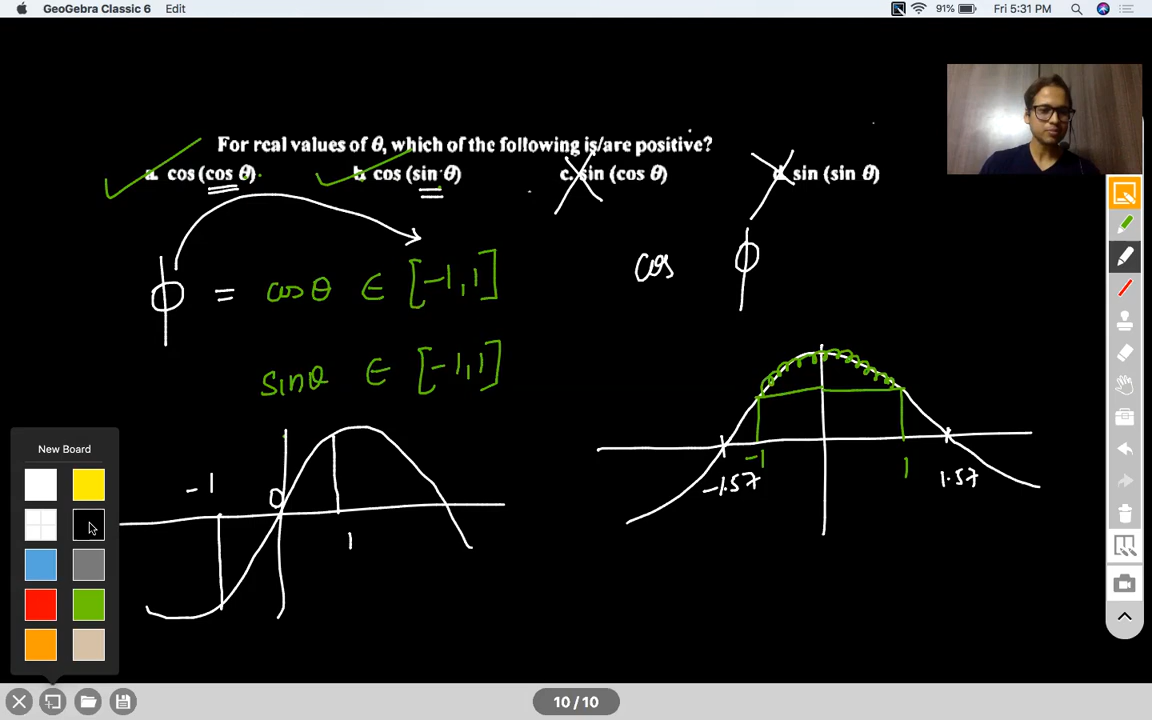 GeoGebra Classic 6 Edit 91% Fri 5:31 PM
For real values of θ, which of the following is/are positive?
a. cos (cos θ) b. cos (sin θ) c. sin (cos θ) d. sin (sin θ)
ϕ = cosθ ∈ [-1,1]
cos ϕ
sinθ ∈ [-1,1]
New Board
-1 0 1
-1.57 -1 1 1.57
10 / 10